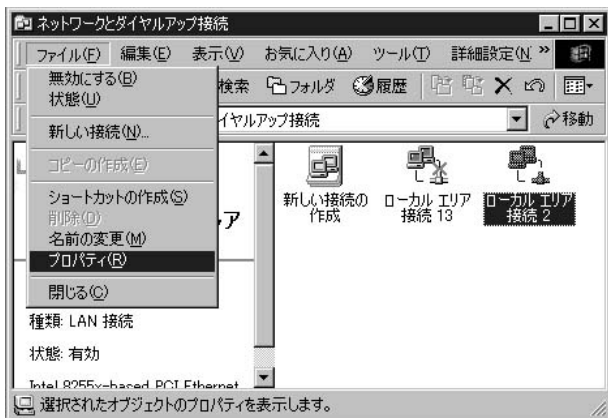 ネットワークとダイヤルアップ接続
ファイル(F) 編集(E) 表示(V) お気に入り(A) ツール(T) 詳細設定(N »
無効にする(B)
状態(U)
新しい接続(N)...
コピーの作成(E)
ショートカットの作成(S)
削除(D)
名前の変更(M)
プロパティ(R)
閉じる(C)
検索 フォルダ 履歴
イヤルアップ接続 移動
ア
新しい接続の作成
ローカル エリア接続 13
ローカル エリア接続 2
種類: LAN 接続
状態: 有効
Intel 8255x-based PCI Ethernet
選択されたオブジェクトのプロパティを表示します。